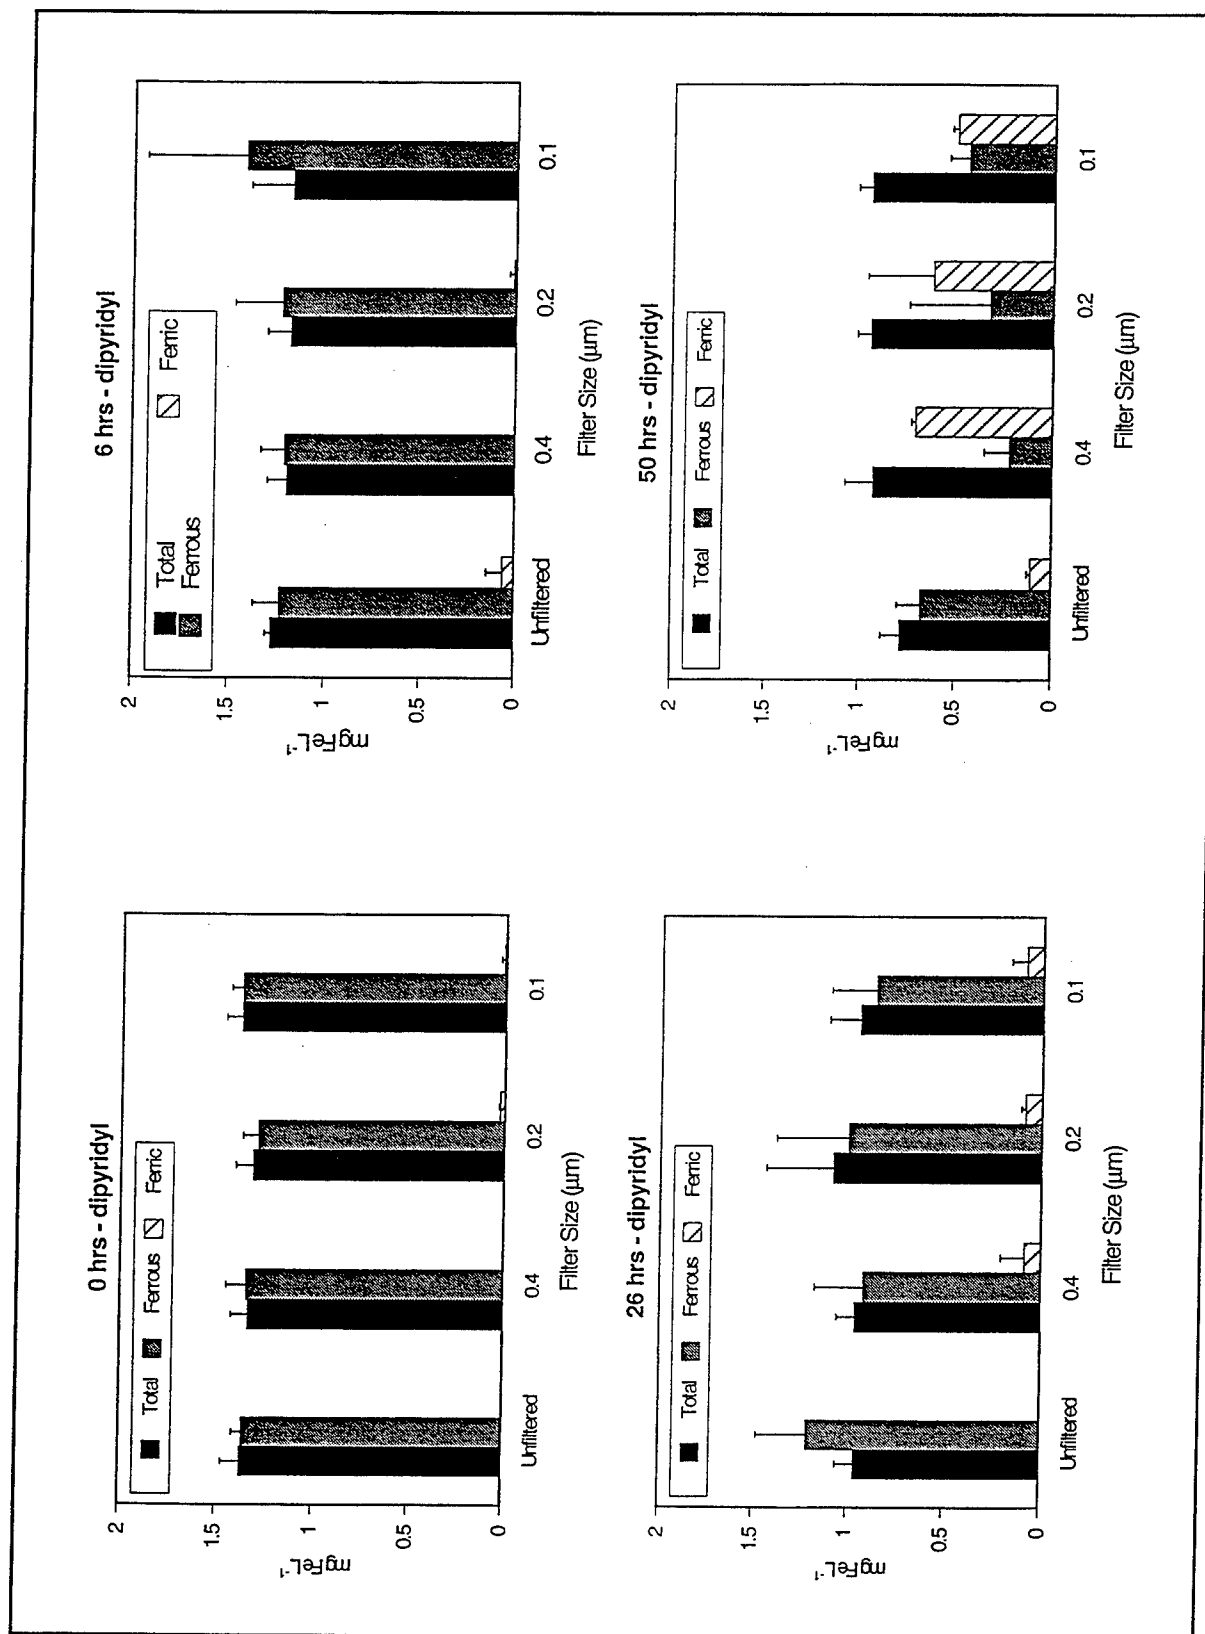 0 hrs - dipyridyl
Total Ferrous Ferric
2
1.5
1
0.5
0
mgFeL-1
Unfiltered 0.4 0.2 0.1
Filter Size (µm)
6 hrs - dipyridyl
Total Ferric
Ferrous
2
1.5
1
0.5
0
mgFeL-1
Unfiltered 0.4 0.2 0.1
Filter Size (µm)
26 hrs - dipyridyl
Total Ferrous Ferric
2
1.5
1
0.5
0
mgFeL-1
Unfiltered 0.4 0.2 0.1
Filter Size (µm)
50 hrs - dipyridyl
Total Ferrous Ferric
2
1.5
1
0.5
0
mgFeL-1
Unfiltered 0.4 0.2 0.1
Filter Size (µm)